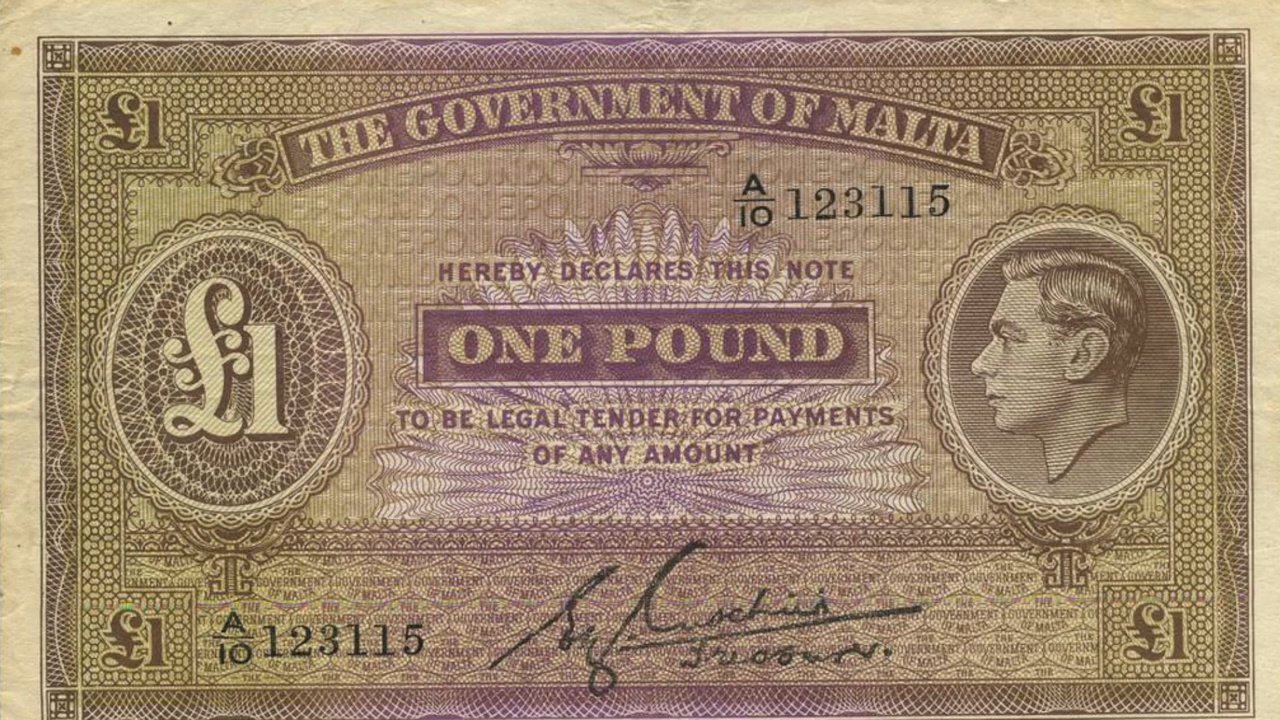 £1 £1
THE GOVERNMENT OF MALTA
A/10 123115
HEREBY DECLARES THIS NOTE
£1 ONE POUND
TO BE LEGAL TENDER FOR PAYMENTS
OF ANY AMOUNT
£1 A/10 123115 £1